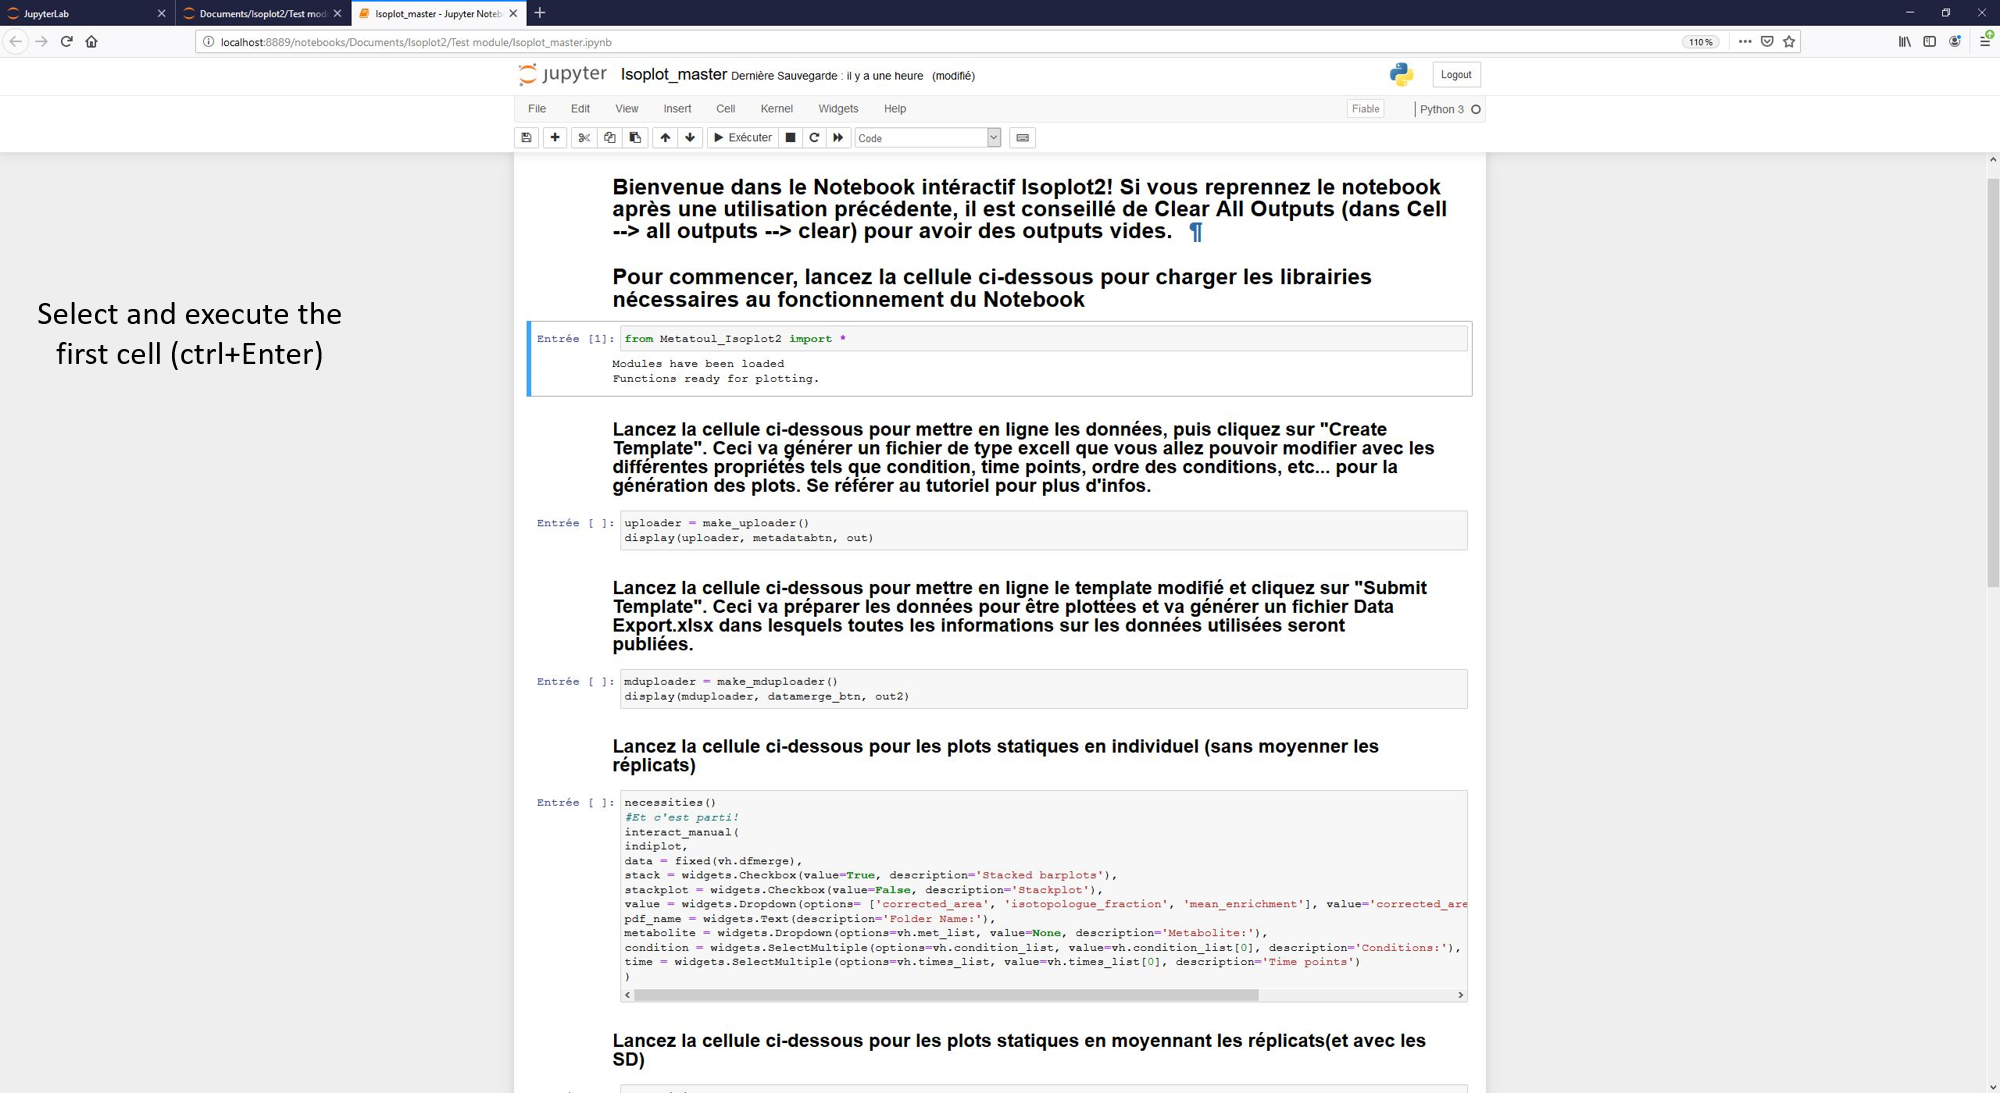 JupyterLab
Documents/Isoplot2/Test mod
Isoplot_master - Jupyter Noteb
localhost:8889/notebooks/Documents/Isoplot2/Test module/Isoplot_master.ipynb
110 %
jupyter Isoplot_master Dernière Sauvegarde : il y a une heure (modifié)
Logout
File Edit View Insert Cell Kernel Widgets Help
Fiable
Python 3
Exécuter
Code
Select and execute the
first cell (ctrl+Enter)
Bienvenue dans le Notebook intéractif Isoplot2! Si vous reprennez le notebook
après une utilisation précédente, il est conseillé de Clear All Outputs (dans Cell
--> all outputs --> clear) pour avoir des outputs vides. ¶
Pour commencer, lancez la cellule ci-dessous pour charger les librairies
nécessaires au fonctionnement du Notebook
Entrée [1]: from Metatoul_Isoplot2 import *
Modules have been loaded
Functions ready for plotting.
Lancez la cellule ci-dessous pour mettre en ligne les données, puis cliquez sur "Create
Template". Ceci va générer un fichier de type excell que vous allez pouvoir modifier avec les
différentes propriétés tels que condition, time points, ordre des conditions, etc... pour la
génération des plots. Se référer au tutoriel pour plus d'infos.
Entrée [ ]: uploader = make_uploader()
display(uploader, metadatabtn, out)
Lancez la cellule ci-dessous pour mettre en ligne le template modifié et cliquez sur "Submit
Template". Ceci va préparer les données pour être plottées et va générer un fichier Data
Export.xlsx dans lesquels toutes les informations sur les données utilisées seront
publiées.
Entrée [ ]: mduploader = make_mduploader()
display(mduploader, datamerge_btn, out2)
Lancez la cellule ci-dessous pour les plots statiques en individuel (sans moyenner les
réplicats)
Entrée [ ]: necessities()
#Et c'est parti!
interact_manual(
indiplot,
data = fixed(vh.dfmerge),
stack = widgets.Checkbox(value=True, description='Stacked barplots'),
stackplot = widgets.Checkbox(value=False, description='Stackplot'),
value = widgets.Dropdown(options= ['corrected_area', 'isotopologue_fraction', 'mean_enrichment'], value='corrected_are
pdf_name = widgets.Text(description='Folder Name:'),
metabolite = widgets.Dropdown(options=vh.met_list, value=None, description='Metabolite:'),
condition = widgets.SelectMultiple(options=vh.condition_list, value=vh.condition_list[0], description='Conditions:'),
time = widgets.SelectMultiple(options=vh.times_list, value=vh.times_list[0], description='Time points')
)
Lancez la cellule ci-dessous pour les plots statiques en moyennant les réplicats(et avec les
SD)